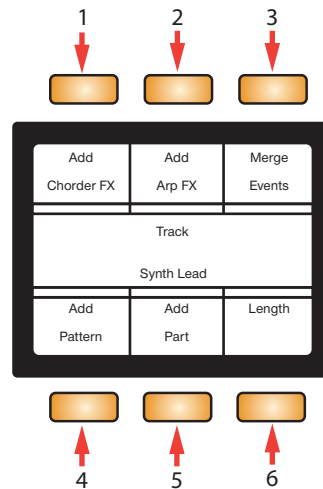 1 2 3
Add Add Merge
Chorder FX Arp FX Events
Track
Synth Lead
Add Add Length
Pattern Part
4 5 6